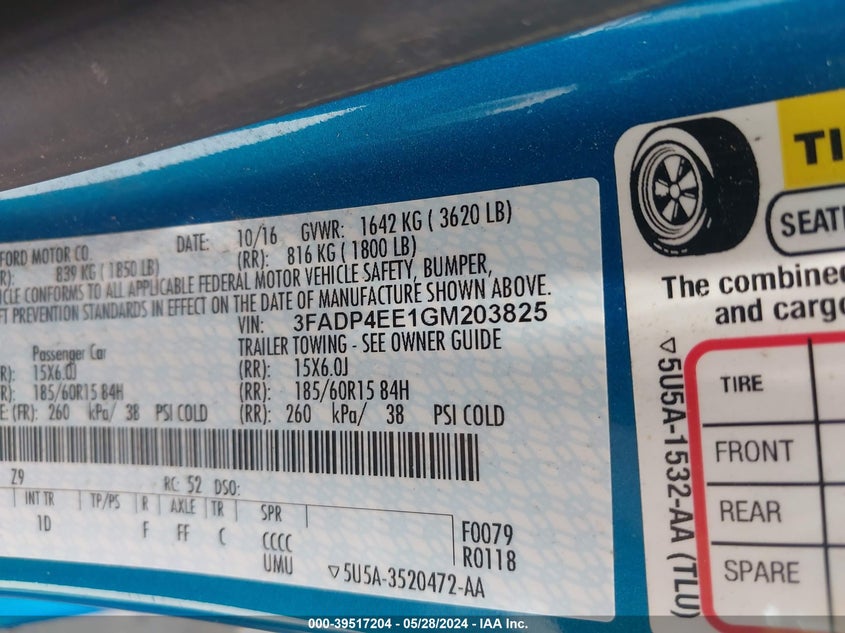 FORD MOTOR CO. DATE: 10/16 GVWR: 1642 KG ( 3620 LB)
839 KG ( 1850 LB) (RR): 816 KG ( 1800 LB)
CONFORMS TO ALL APPLICABLE FEDERAL MOTOR VEHICLE SAFETY, BUMPER,
PREVENTION STANDARDS IN EFFECT ON THE DATE OF MANUFACTURE SHOWN ABOVE.
VIN: 3FADP4EE1GM203825
Passenger Car TRAILER TOWING - SEE OWNER GUIDE
15X6.0J (RR): 15X6.0J
185/60R15 84H (RR): 185/60R15 84H
(FR): 260 kPa/ 38 PSI COLD (RR): 260 kPa/ 38 PSI COLD
Z9 RC: 52 DSO:
INT TR TP/PS R AXLE TR SPR
1D F FF C CCCC F0079
UMU R0118
▽5U5A-3520472-AA
SEATI
The combined
and cargo
TIRE
FRONT
REAR
SPARE
▽5U5A-1532-AA (TLU)
000-39517204 - 05/28/2024 - IAA Inc.